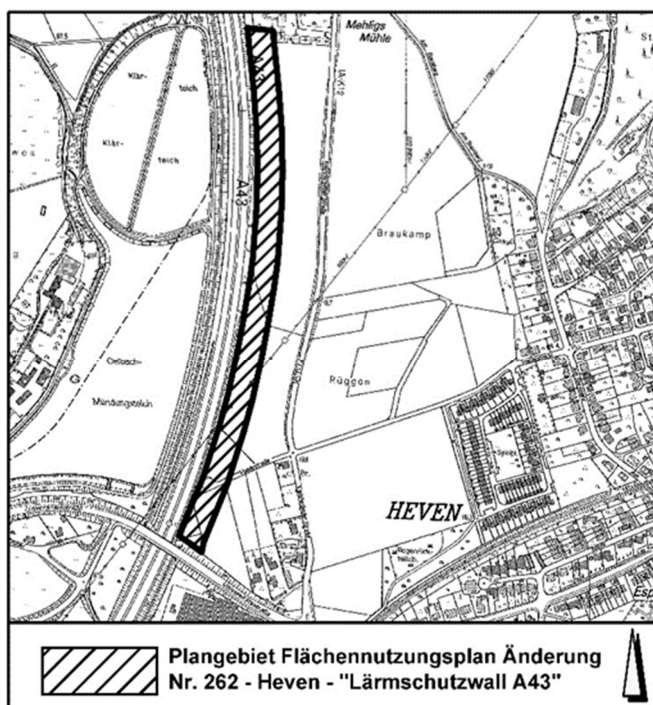 Mehligs
Mühle
Klär-
teich
Klär-
teich
A43
Braukamp
Rüggen
HEVEN
Plangebiet Flächennutzungsplan Änderung
Nr. 262 - Heven - "Lärmschutzwall A43"